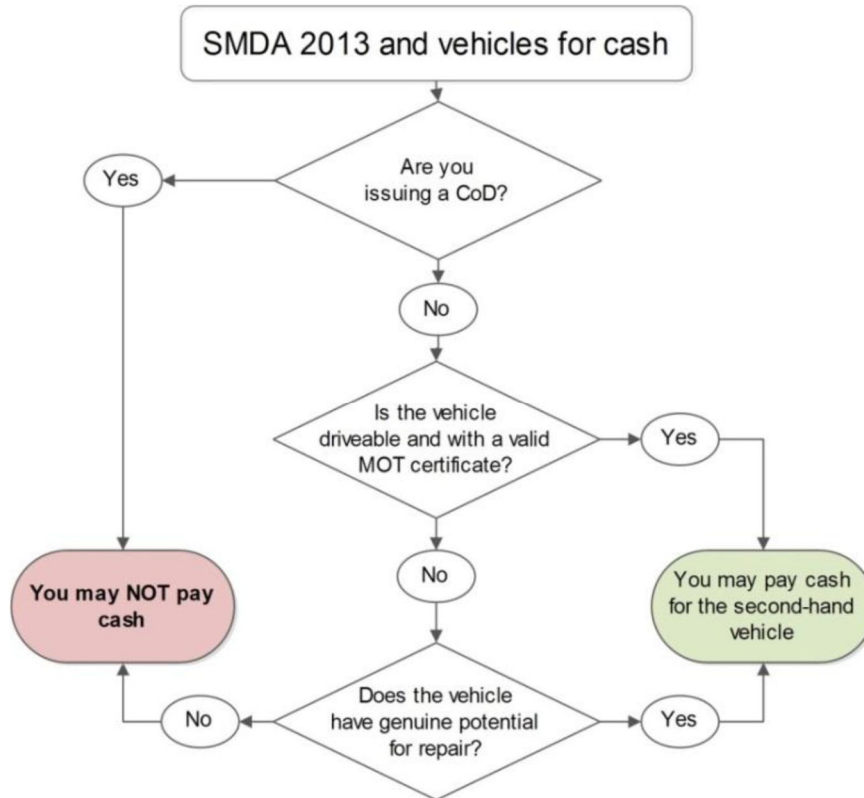 SMDA 2013 and vehicles for cash
Are you
issuing a CoD?
Yes
No
Is the vehicle
driveable and with a valid
MOT certificate?
Yes
No
You may NOT pay
cash
You may pay cash
for the second-hand
vehicle
Does the vehicle
have genuine potential
for repair?
No
Yes